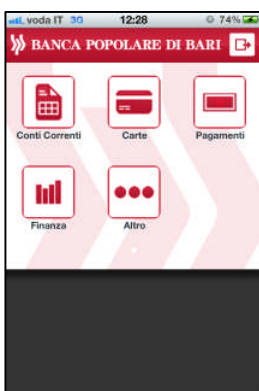 voda IT 3G 12:28 74%
BANCA POPOLARE DI BARI
Conti Correnti Carte Pagamenti
Finanza Altro